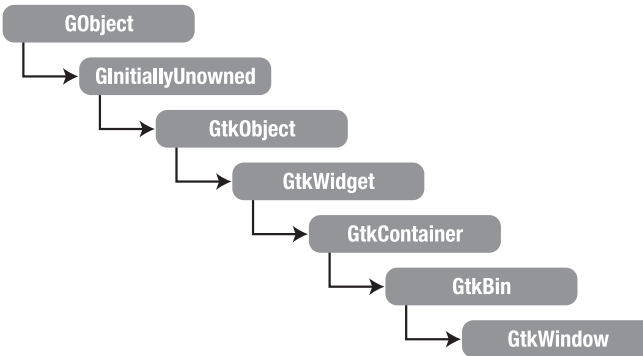 GObject
GInitiallyUnowned
GtkObject
GtkWidget
GtkContainer
GtkBin
GtkWindow